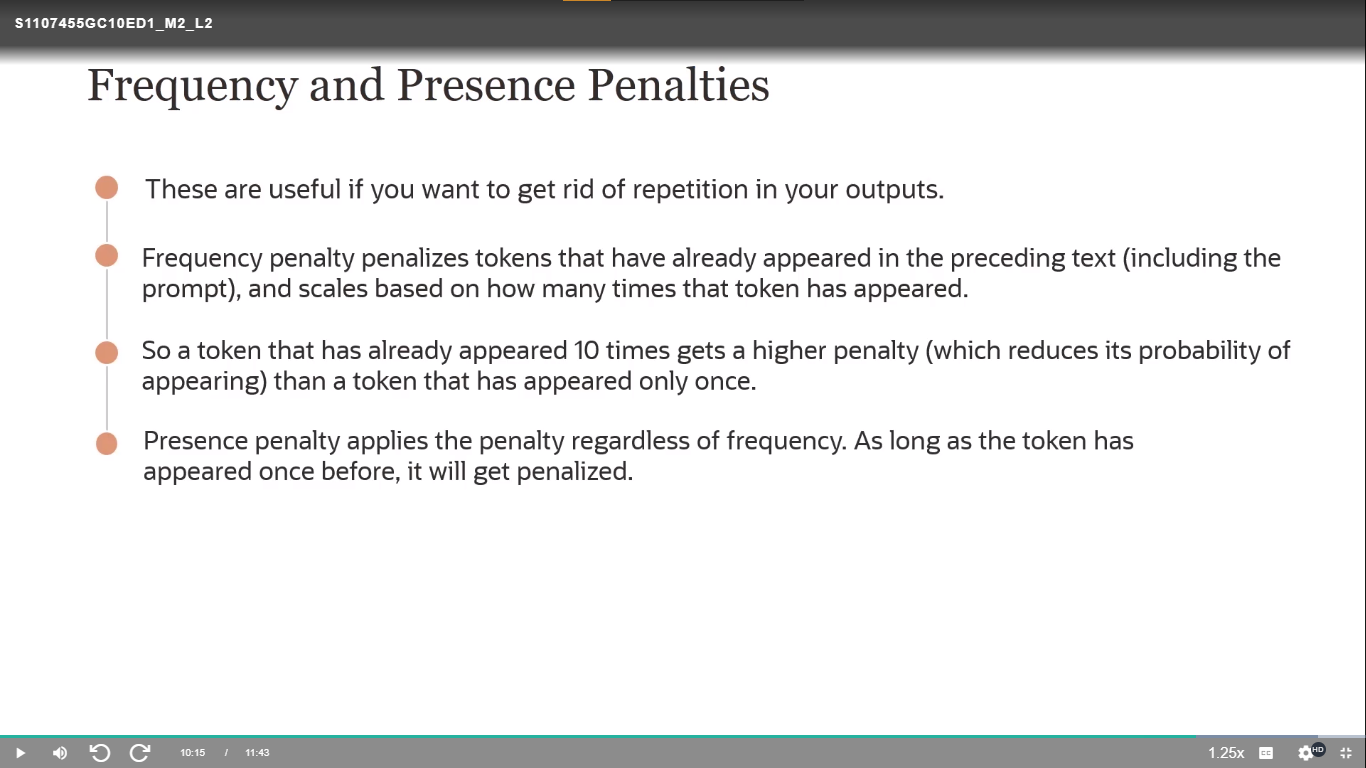 S1107455GC10ED1_M2_L2
Frequency and Presence Penalties
These are useful if you want to get rid of repetition in your outputs.
Frequency penalty penalizes tokens that have already appeared in the preceding text (including the
prompt), and scales based on how many times that token has appeared.
So a token that has already appeared 10 times gets a higher penalty (which reduces its probability of
appearing) than a token that has appeared only once.
Presence penalty applies the penalty regardless of frequency. As long as the token has
appeared once before, it will get penalized.
10:15 / 11:43 1.25x CC HD